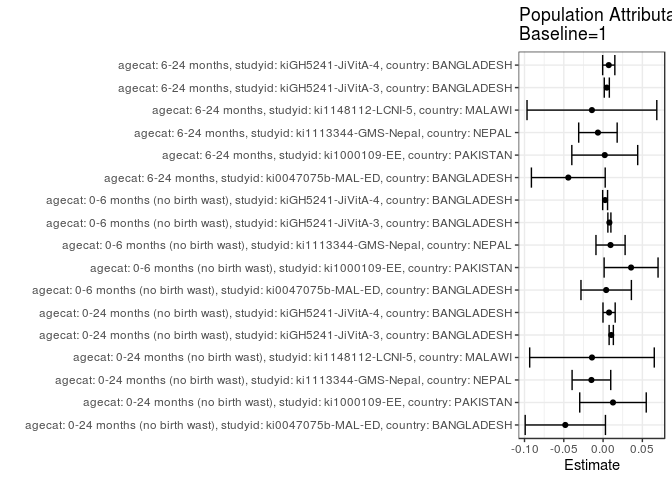 Population Attributa
Baseline=1
agecat: 6-24 months, studyid: kiGH5241-JiVitA-4, country: BANGLADESH
agecat: 6-24 months, studyid: kiGH5241-JiVitA-3, country: BANGLADESH
agecat: 6-24 months, studyid: ki1148112-LCNI-5, country: MALAWI
agecat: 6-24 months, studyid: ki1113344-GMS-Nepal, country: NEPAL
agecat: 6-24 months, studyid: ki1000109-EE, country: PAKISTAN
agecat: 6-24 months, studyid: ki0047075b-MAL-ED, country: BANGLADESH
agecat: 0-6 months (no birth wast), studyid: kiGH5241-JiVitA-4, country: BANGLADESH
agecat: 0-6 months (no birth wast), studyid: kiGH5241-JiVitA-3, country: BANGLADESH
agecat: 0-6 months (no birth wast), studyid: ki1113344-GMS-Nepal, country: NEPAL
agecat: 0-6 months (no birth wast), studyid: ki1000109-EE, country: PAKISTAN
agecat: 0-6 months (no birth wast), studyid: ki0047075b-MAL-ED, country: BANGLADESH
agecat: 0-24 months (no birth wast), studyid: kiGH5241-JiVitA-4, country: BANGLADESH
agecat: 0-24 months (no birth wast), studyid: kiGH5241-JiVitA-3, country: BANGLADESH
agecat: 0-24 months (no birth wast), studyid: ki1148112-LCNI-5, country: MALAWI
agecat: 0-24 months (no birth wast), studyid: ki1113344-GMS-Nepal, country: NEPAL
agecat: 0-24 months (no birth wast), studyid: ki1000109-EE, country: PAKISTAN
agecat: 0-24 months (no birth wast), studyid: ki0047075b-MAL-ED, country: BANGLADESH
-0.10 -0.05 0.00 0.05
Estimate